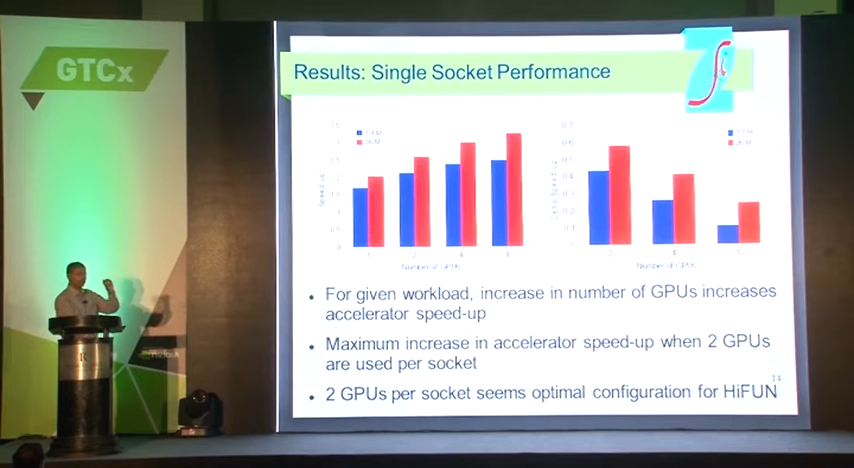 GTCx
Results: Single Socket Performance
Speed-up
Number of GPUs
Number of GPUs
• For given workload, increase in number of GPUs increases
accelerator speed-up
• Maximum increase in accelerator speed-up when 2 GPUs
are used per socket
14
• 2 GPUs per socket seems optimal configuration for HiFUN